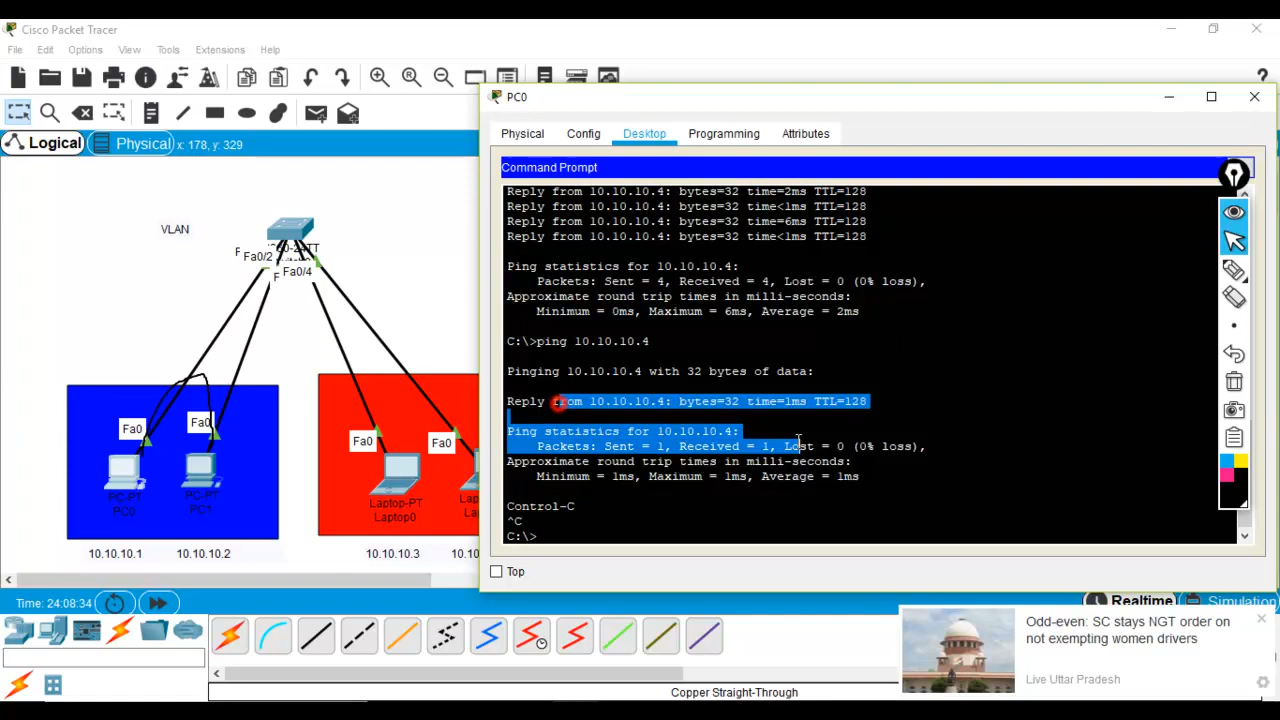 Cisco Packet Tracer
File Edit Options View Tools Extensions Help
?
Logical
Physical x: 178, y: 329
VLAN
Fa0/2
Fa0/4
Fa0
Fa0
Fa0
Fa0
PC-PT
PC0
PC-PT
PC1
Laptop-PT
Laptop0
10.10.10.1
10.10.10.2
10.10.10.3
PC0
Physical Config Desktop Programming Attributes
Command Prompt
Reply from 10.10.10.4: bytes=32 time=2ms TTL=128
Reply from 10.10.10.4: bytes=32 time<1ms TTL=128
Reply from 10.10.10.4: bytes=32 time=6ms TTL=128
Reply from 10.10.10.4: bytes=32 time<1ms TTL=128
Ping statistics for 10.10.10.4:
Packets: Sent = 4, Received = 4, Lost = 0 (0% loss),
Approximate round trip times in milli-seconds:
Minimum = 0ms, Maximum = 6ms, Average = 2ms
C:\>ping 10.10.10.4
Pinging 10.10.10.4 with 32 bytes of data:
Reply from 10.10.10.4: bytes=32 time=1ms TTL=128
Ping statistics for 10.10.10.4:
Packets: Sent = 1, Received = 1, Lost = 0 (0% loss),
Approximate round trip times in milli-seconds:
Minimum = 1ms, Maximum = 1ms, Average = 1ms
Control-C
^C
C:\>
Top
Time: 24:08:34
Realtime
Simulation
Copper Straight-Through
Odd-even: SC stays NGT order on
not exempting women drivers
Live Uttar Pradesh